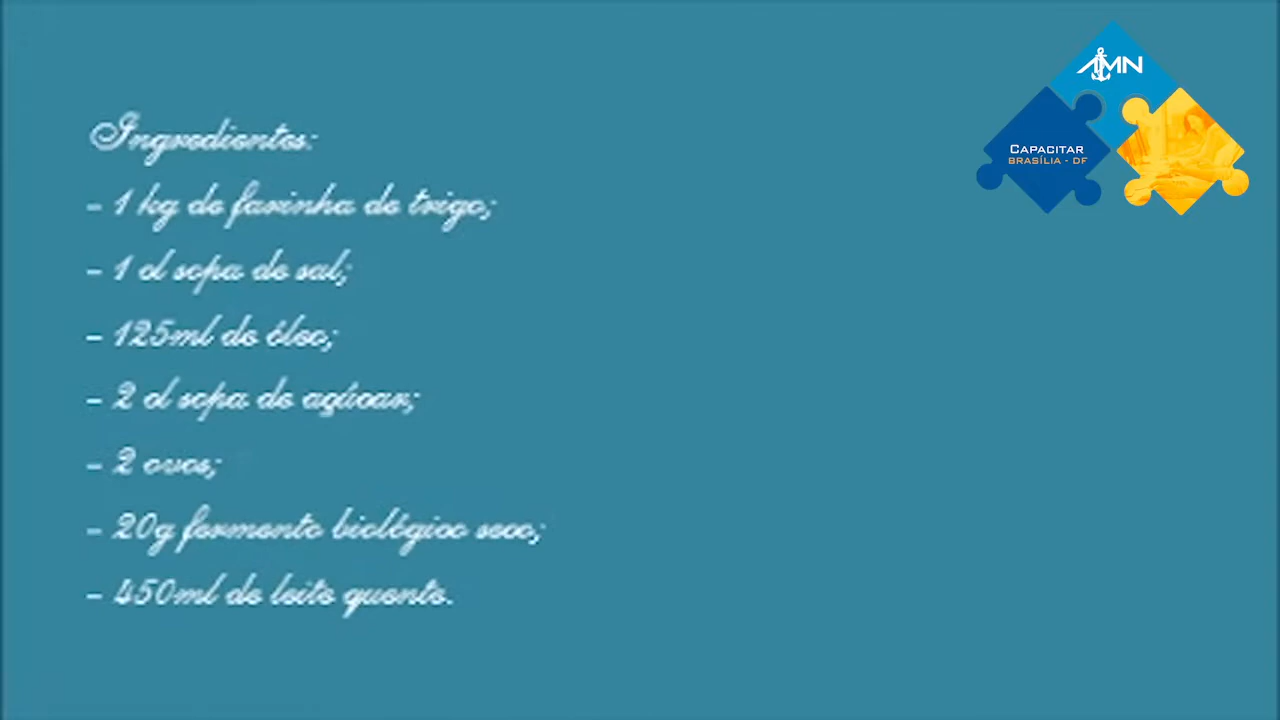 AMN
CAPACITAR
BRASÍLIA - DF
Ingredientes:
- 1 kg de farinha de trigo;
- 1 cl sopa de sal;
- 125ml de óleo;
- 2 cl sopa de açúcar;
- 2 ovos;
- 20g fermento biológico seco;
- 450ml de leite quente.